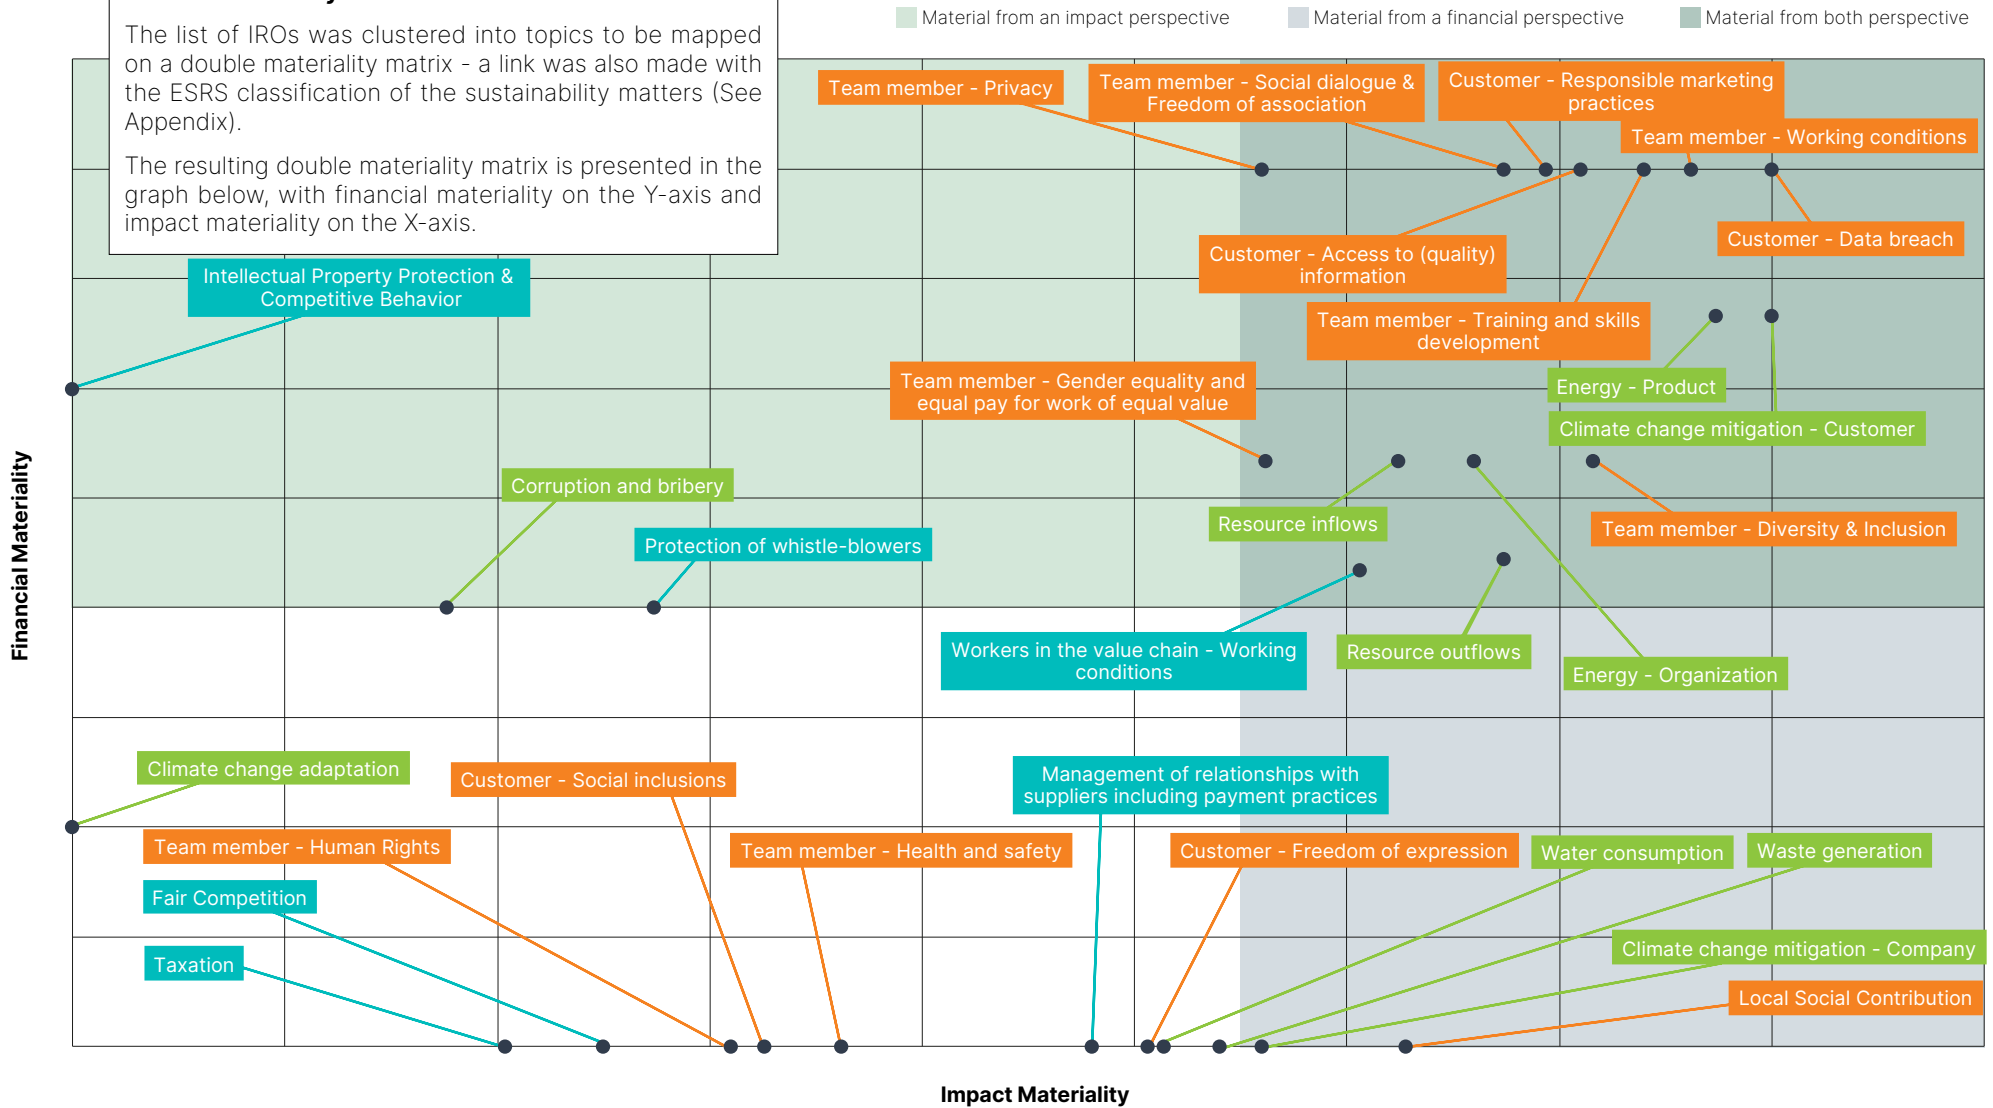 The list of IROs was clustered into topics to be mapped
on a double materiality matrix - a link was also made with
the ESRS classification of the sustainability matters (See
Appendix).
The resulting double materiality matrix is presented in the
graph below, with financial materiality on the Y-axis and
impact materiality on the X-axis.
Material from an impact perspective
Material from a financial perspective
Material from both perspective
Team member - Privacy
Team member - Social dialogue &
Freedom of association
Customer - Responsible marketing
practices
Team member - Working conditions
Customer - Data breach
Customer - Access to (quality)
information
Intellectual Property Protection &
Competitive Behavior
Team member - Training and skills
development
Team member - Gender equality and
equal pay for work of equal value
Energy - Product
Climate change mitigation - Customer
Corruption and bribery
Resource inflows
Team member - Diversity & Inclusion
Protection of whistle-blowers
Financial Materiality
Workers in the value chain - Working
conditions
Resource outflows
Energy - Organization
Climate change adaptation
Customer - Social inclusions
Management of relationships with
suppliers including payment practices
Team member - Human Rights
Team member - Health and safety
Customer - Freedom of expression
Water consumption
Waste generation
Fair Competition
Climate change mitigation - Company
Taxation
Local Social Contribution
Impact Materiality